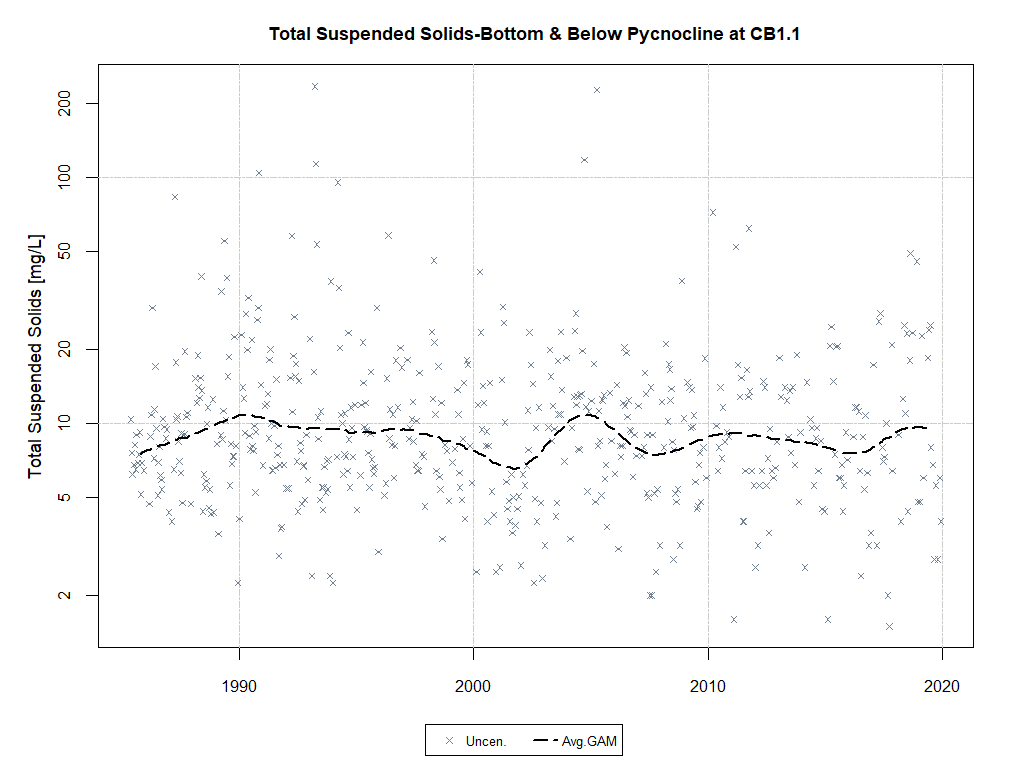 Total Suspended Solids-Bottom & Below Pycnocline at CB1.1
Total Suspended Solids [mg/L]
200
100
50
20
10
5
2
1990 2000 2010 2020
Uncen. Avg.GAM